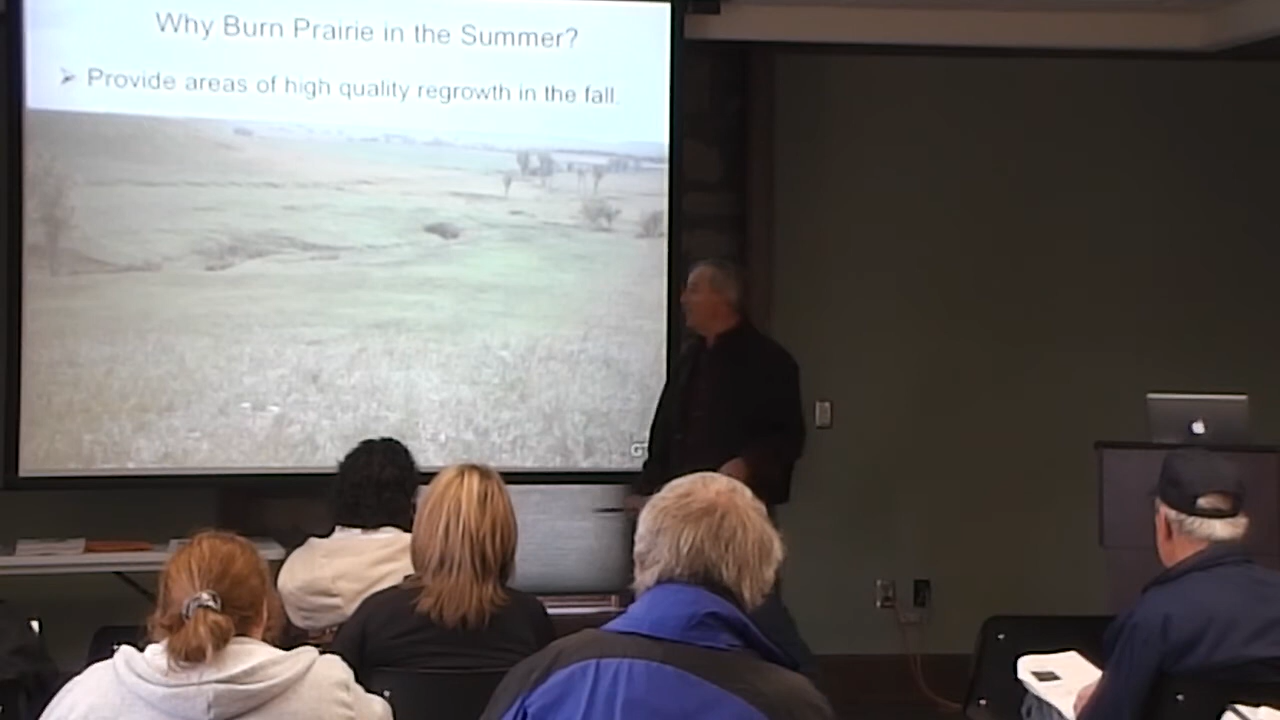 Why Burn Prairie in the Summer?
➢ Provide areas of high quality regrowth in the fall.